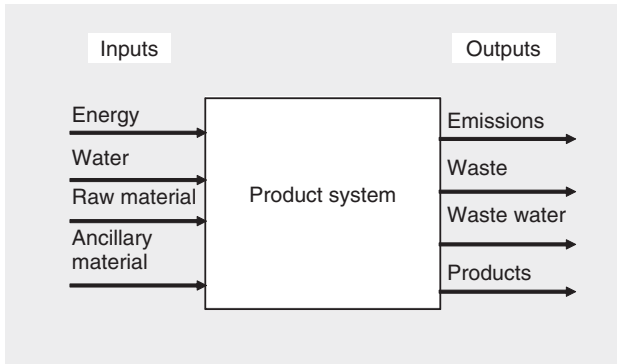 Inputs
Outputs
Energy
Water
Raw material
Ancillary
material
Product system
Emissions
Waste
Waste water
Products